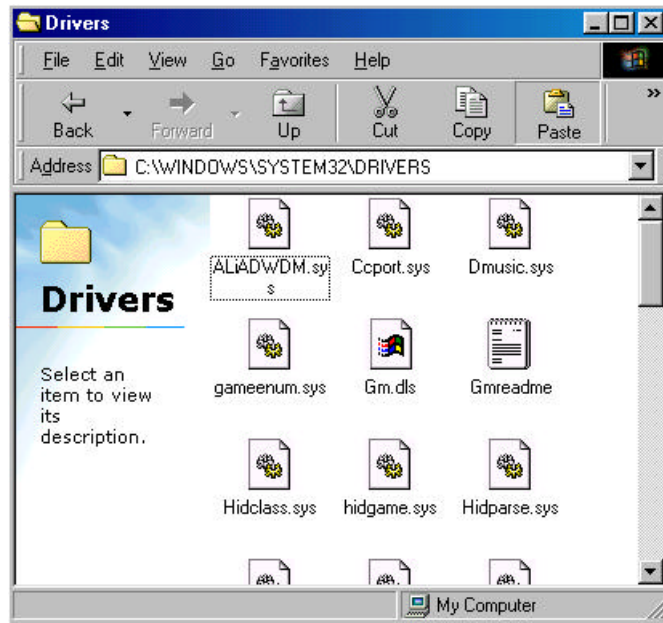 Drivers
File Edit View Go Favorites Help
Back Forward Up Cut Copy Paste »
Address C:\WINDOWS\SYSTEM32\DRIVERS
Drivers
Select an
item to view
its
description.
ALiADWDM.sy
s
Ccport.sys
Dmusic.sys
gameenum.sys
Gm.dls
Gmreadme
Hidclass.sys
hidgame.sys
Hidparse.sys
My Computer